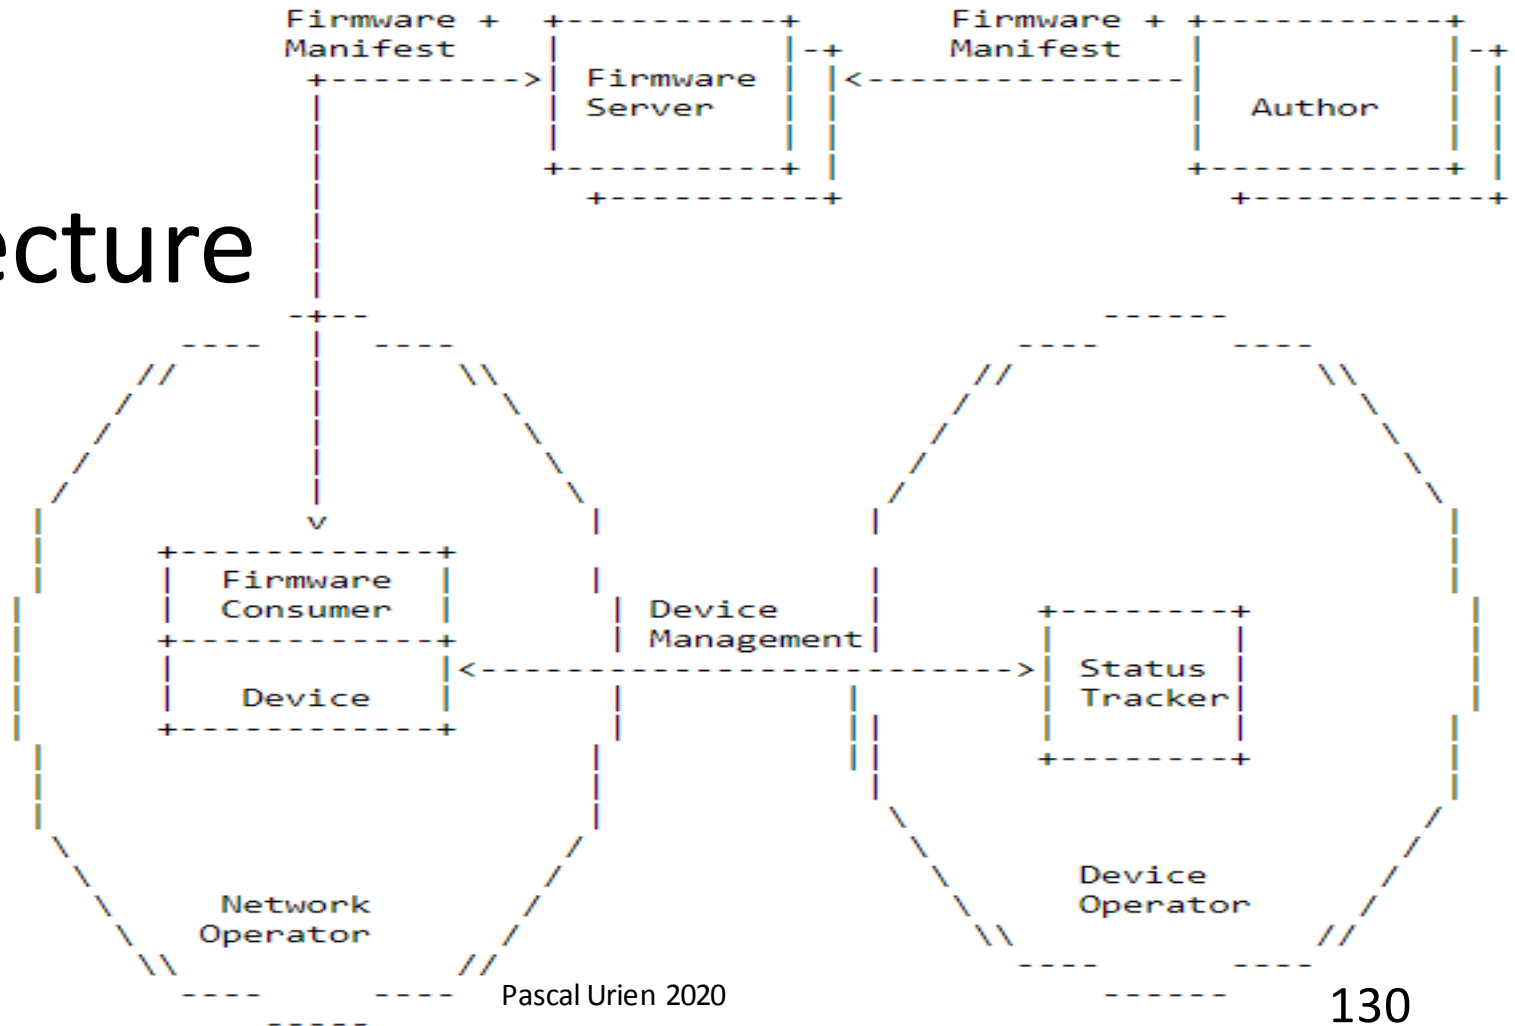 Firmware +
Manifest
Firmware
Server
Firmware +
Manifest
Author
ecture
Firmware
Consumer
Device
Device
Management
Status
Tracker
Network
Operator
Device
Operator
Pascal Urien 2020
130